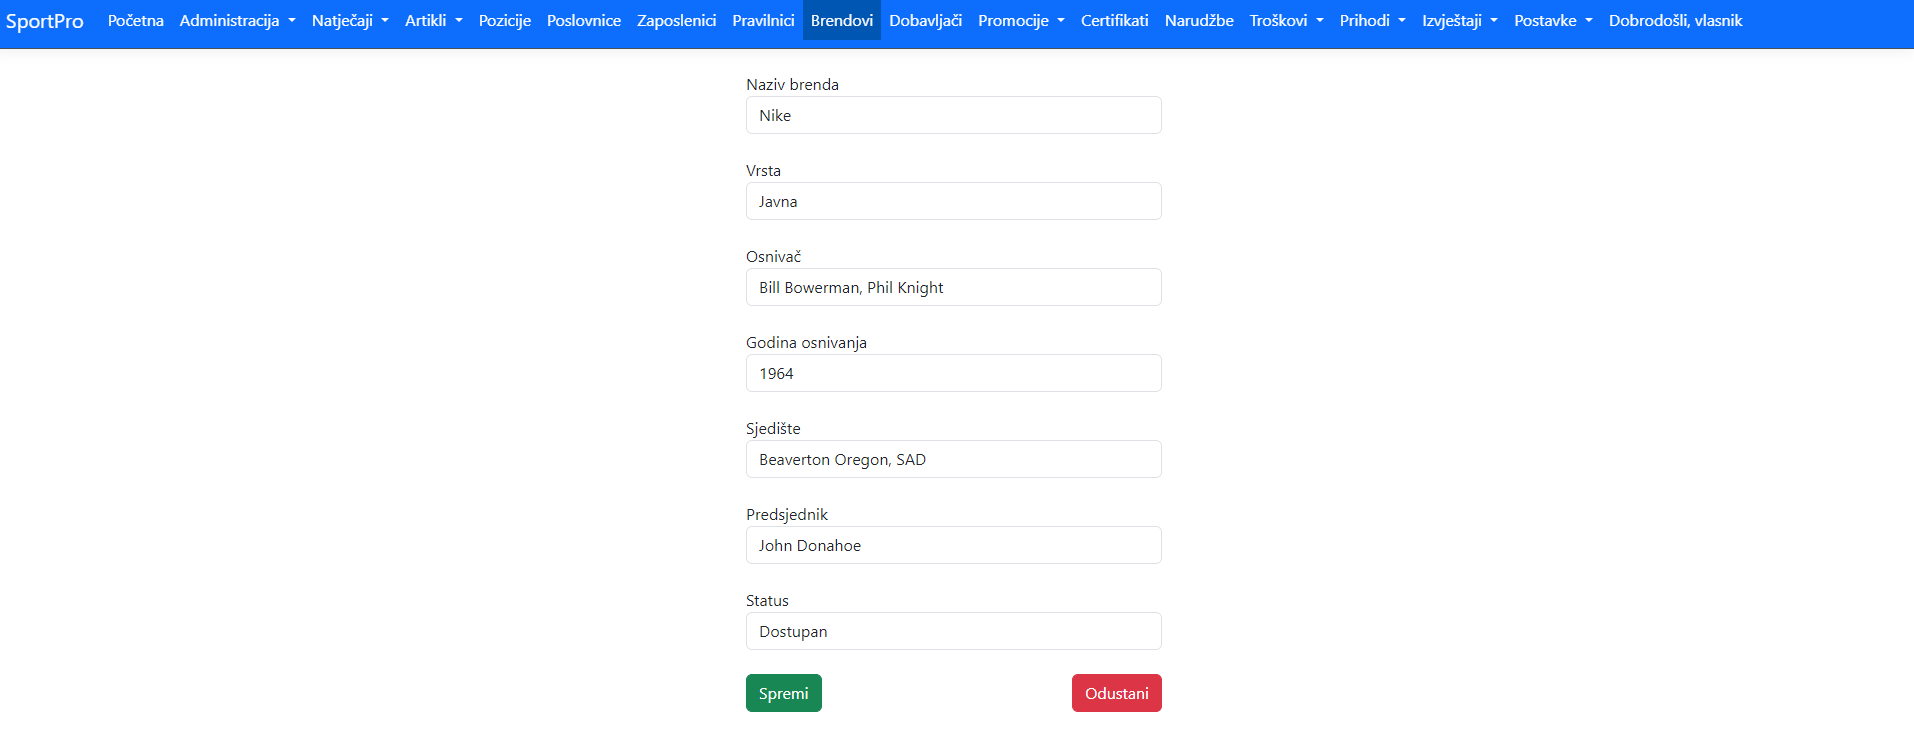 SportPro Početna Administracija Natječaji Artikli Pozicije Poslovnice Zaposlenici Pravilnici Brendovi Dobavljači Promocije Certifikati Narudžbe Troškovi Prihodi Izvještaji Postavke Dobrodošli, vlasnik
Naziv brenda
Nike
Vrsta
Javna
Osnivač
Bill Bowerman, Phil Knight
Godina osnivanja
1964
Sjedište
Beaverton Oregon, SAD
Predsjednik
John Donahoe
Status
Dostupan
Spremi Odustani